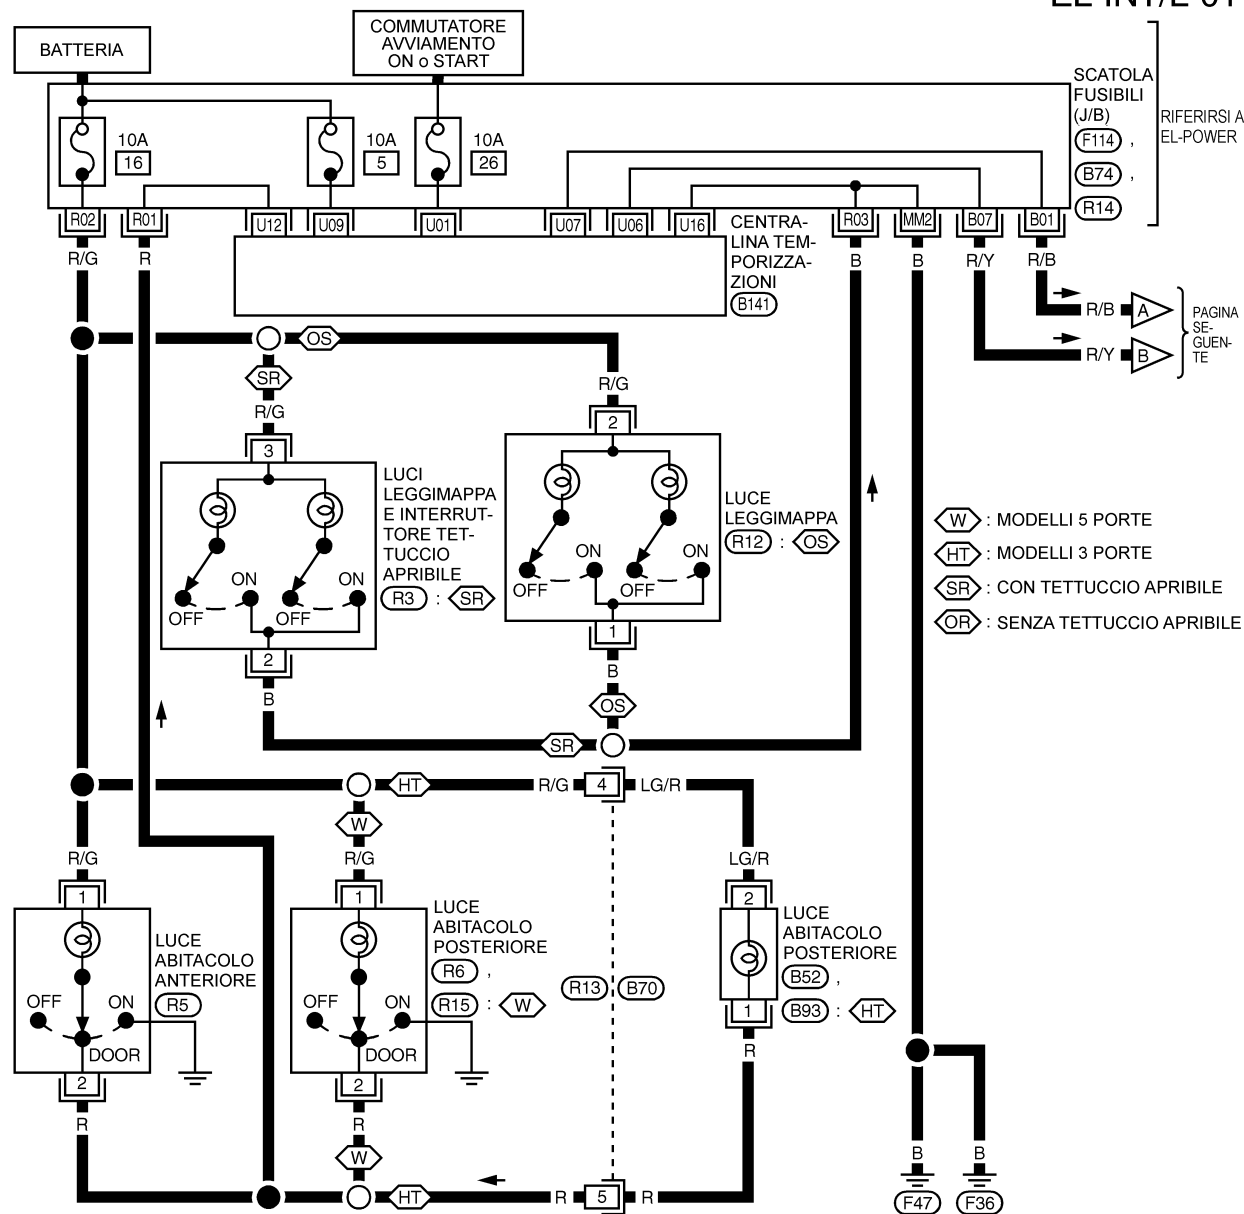 BATTERIA
COMMUTATORE
AVVIAMENTO
ON o START
SCATOLA
FUSIBILI
(J/B)
F114 ,
B74 ,
R14
RIFERIRSI A
EL-POWER
10A
16
10A
5
10A
26
R02 R01 U12 U09 U01 U07 U06 U16 R03 MM2 B07 B01
R/G R B B R/Y R/B
CENTRA-
LINA TEM-
PORIZZA-
ZIONI
B141
R/B A
R/Y B
PAGINA
SE-
GUEN-
TE
OS
SR
R/G
R/G
3
2
LUCI
LEGGIMAPPA
E INTERRUT-
TORE TET-
TUCCIO
APRIBILE
R3 : SR
OFF ON OFF ON
2
B
LUCE
LEGGIMAPPA
R12 : OS
OFF ON OFF ON
1
B
OS
SR
W : MODELLI 5 PORTE
HT : MODELLI 3 PORTE
SR : CON TETTUCCIO APRIBILE
OR : SENZA TETTUCCIO APRIBILE
HT R/G 4 LG/R
W
R/G R/G LG/R
1 1 2
LUCE
ABITACOLO
ANTERIORE
R5
OFF ON
DOOR
2
R
LUCE
ABITACOLO
POSTERIORE
R6 ,
R15 : W
OFF ON
DOOR
2
R
W
R13 B70
LUCE
ABITACOLO
POSTERIORE
B52 ,
B93 : HT
1
R
HT R 5 R
B B
F47 F36